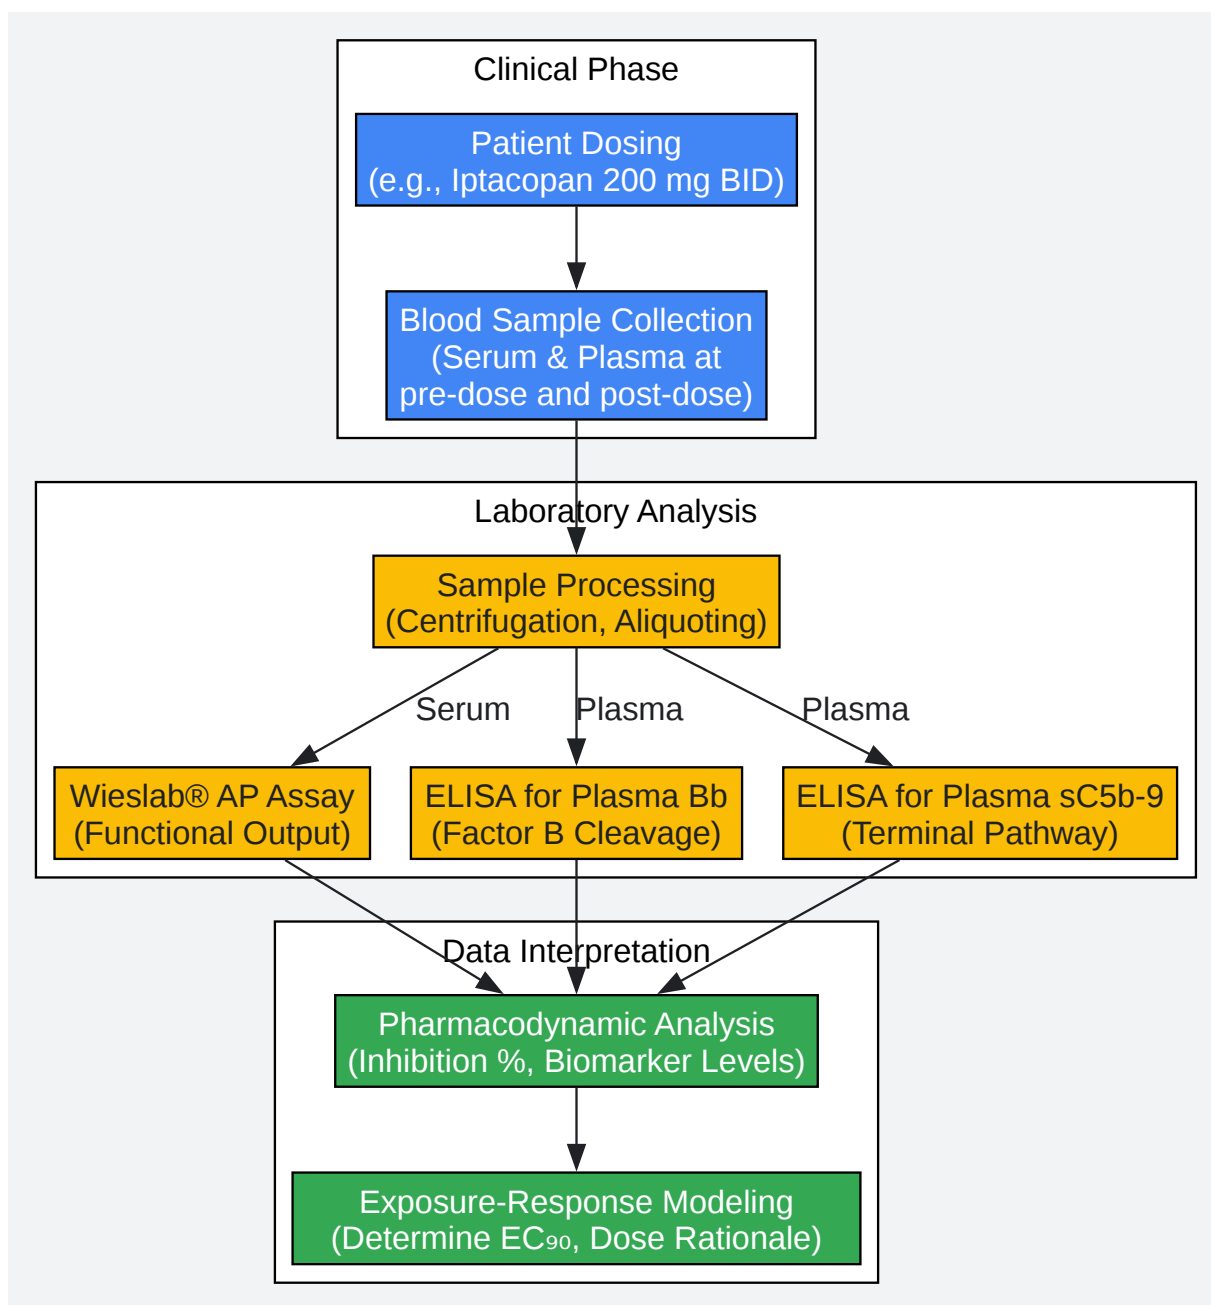 Clinical Phase
Patient Dosing
(e.g., Iptacopan 200 mg BID)
Blood Sample Collection
(Serum & Plasma at
pre-dose and post-dose)
Laboratory Analysis
Sample Processing
(Centrifugation, Aliquoting)
Serum
Plasma
Plasma
Wieslab® AP Assay
(Functional Output)
ELISA for Plasma Bb
(Factor B Cleavage)
ELISA for Plasma sC5b-9
(Terminal Pathway)
Data Interpretation
Pharmacodynamic Analysis
(Inhibition %, Biomarker Levels)
Exposure-Response Modeling
(Determine EC₉₀, Dose Rationale)